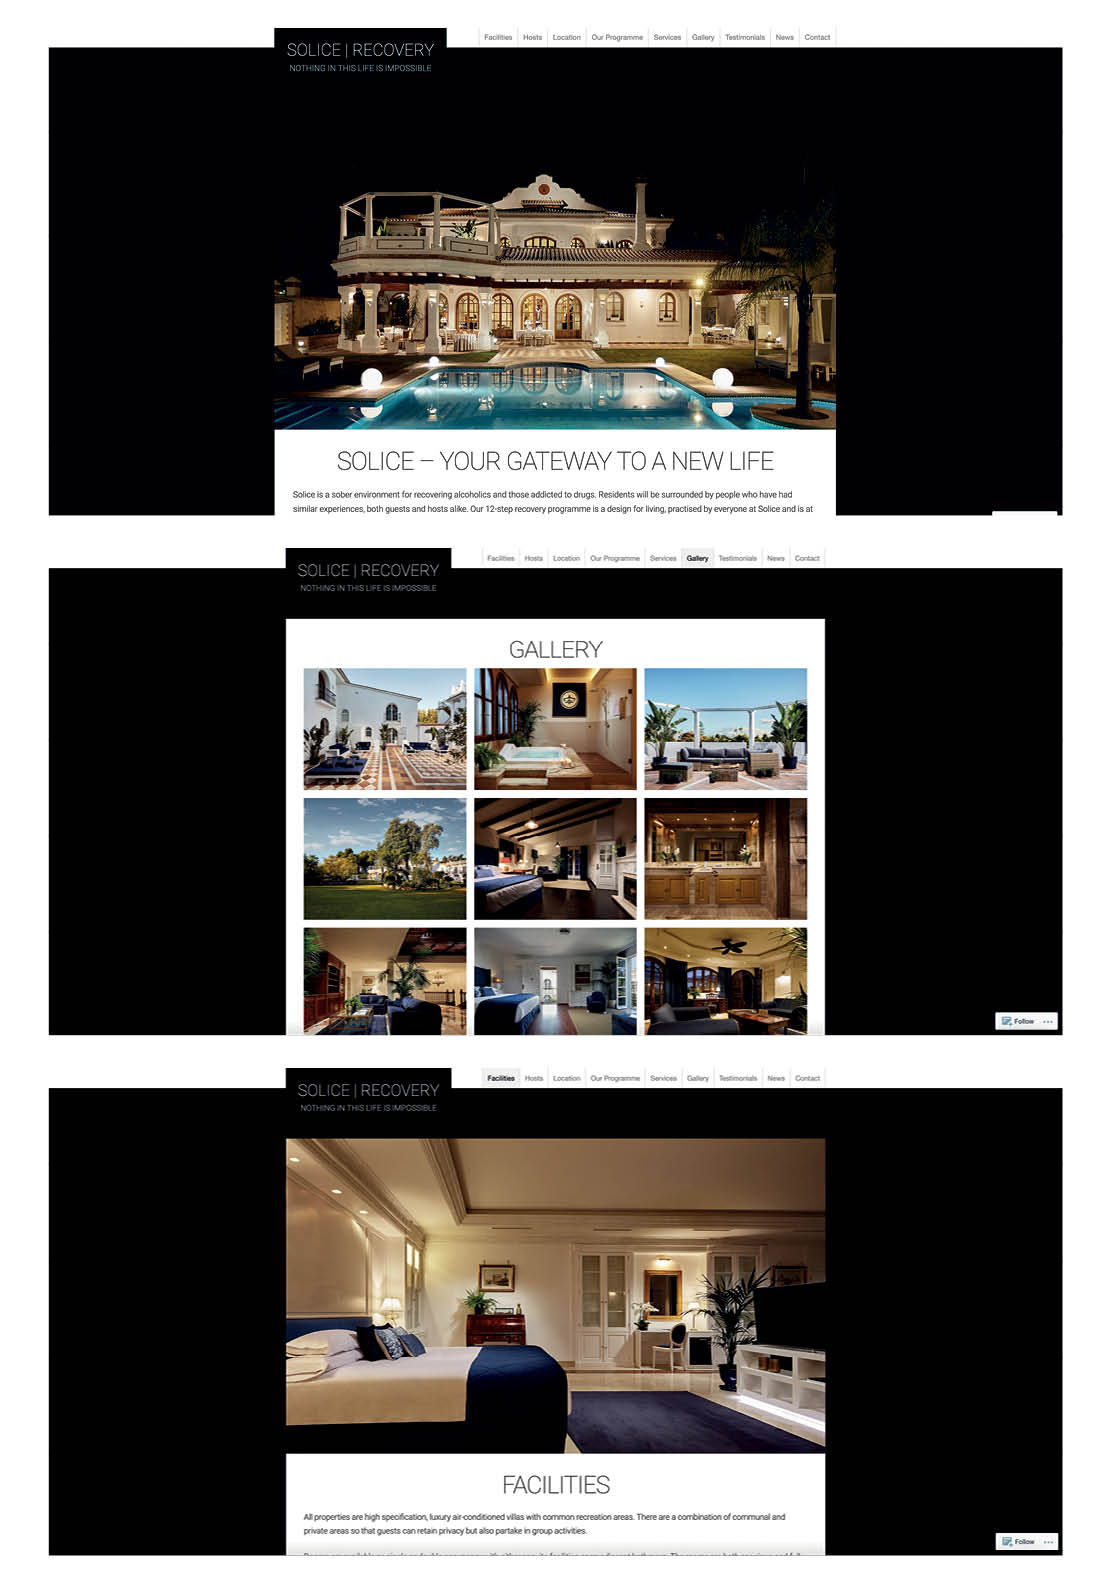 Facilities Hosts Location Our Programme Services Gallery Testimonials News Contact
SOLICE | RECOVERY
NOTHING IN THIS LIFE IS IMPOSSIBLE
SOLICE – YOUR GATEWAY TO A NEW LIFE
Solice is a sober environment for recovering alcoholics and those addicted to drugs. Residents will be surrounded by people who have had
similar experiences, both guests and hosts alike. Our 12-step recovery programme is a design for living, practised by everyone at Solice and is at
Facilities Hosts Location Our Programme Services Gallery Testimonials News Contact
SOLICE | RECOVERY
NOTHING IN THIS LIFE IS IMPOSSIBLE
GALLERY
Follow ...
Facilities Hosts Location Our Programme Services Gallery Testimonials News Contact
SOLICE | RECOVERY
NOTHING IN THIS LIFE IS IMPOSSIBLE
FACILITIES
All properties are high specification, luxury air-conditioned villas with common recreation areas. There are a combination of communal and
private areas so that guests can retain privacy but also partake in group activities.
Follow ...